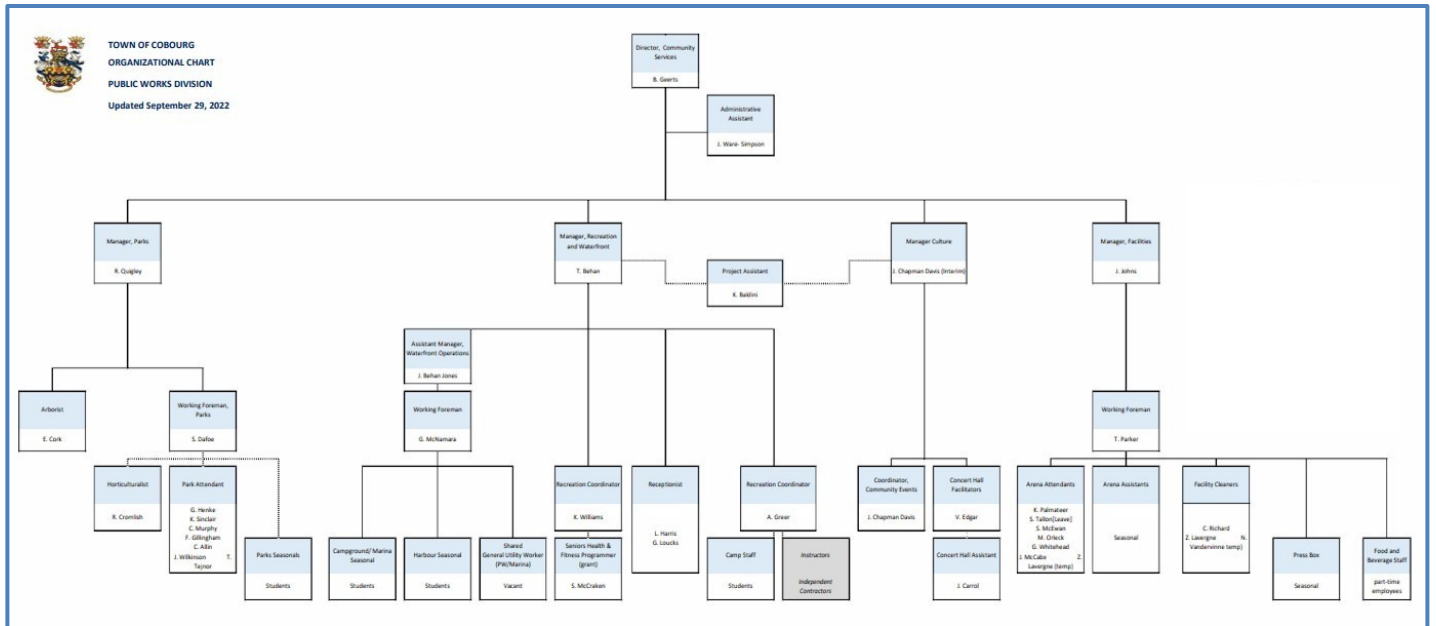 TOWN OF COBOURG
ORGANIZATIONAL CHART
PUBLIC WORKS DIVISION
Updated September 29, 2022
Director, Community
Services
B. Geerts
Administrative
Assistant
J. Ware- Simpson
Manager, Parks
R. Quigley
Manager, Recreation
and Waterfront
T. Behan
Project Assistant
K. Baldini
Manager Culture
J. Chapman Davis (Interim)
Manager, Facilities
J. Johns
Assistant Manager,
Waterfront Operations
J. Behan Jones
Arborist
E. Cork
Working Foreman,
Parks
S. Dafoe
Working Foreman
G. McNamara
Working Foreman
T. Parker
Horticulturalist
R. Cromlish
Park Attendant
G. Henke
K. Sinclair
C. Murphy
F. Gillingham
C. Allin
J. Wilkinson T.
Tejnor
Parks Seasonals
Students
Campground/ Marina
Seasonal
Students
Harbour Seasonal
Students
Shared
General Utility Worker
(PW/Marina)
Vacant
Recreation Coordinator
K. Williams
Seniors Health &
Fitness Programmer
(grant)
S. McCraken
Receptionist
L. Harris
G. Loucks
Recreation Coordinator
A. Greer
Camp Staff
Students
Instructors
Independent
Contractors
Coordinator,
Community Events
J. Chapman Davis
Concert Hall
Facilitators
V. Edgar
Concert Hall Assistant
J. Carrol
Arena Attendants
K. Palmateer
S. Tallon[Leave]
S. McEwan
M. Orleck
G. Whitehead
J. McCabe Z.
Lavergne (temp)
Arena Assistants
Seasonal
Facility Cleaners
C. Richard
Z. Lavergne N.
Vandervinne temp)
Press Box
Seasonal
Food and
Beverage Staff
part-time
employees